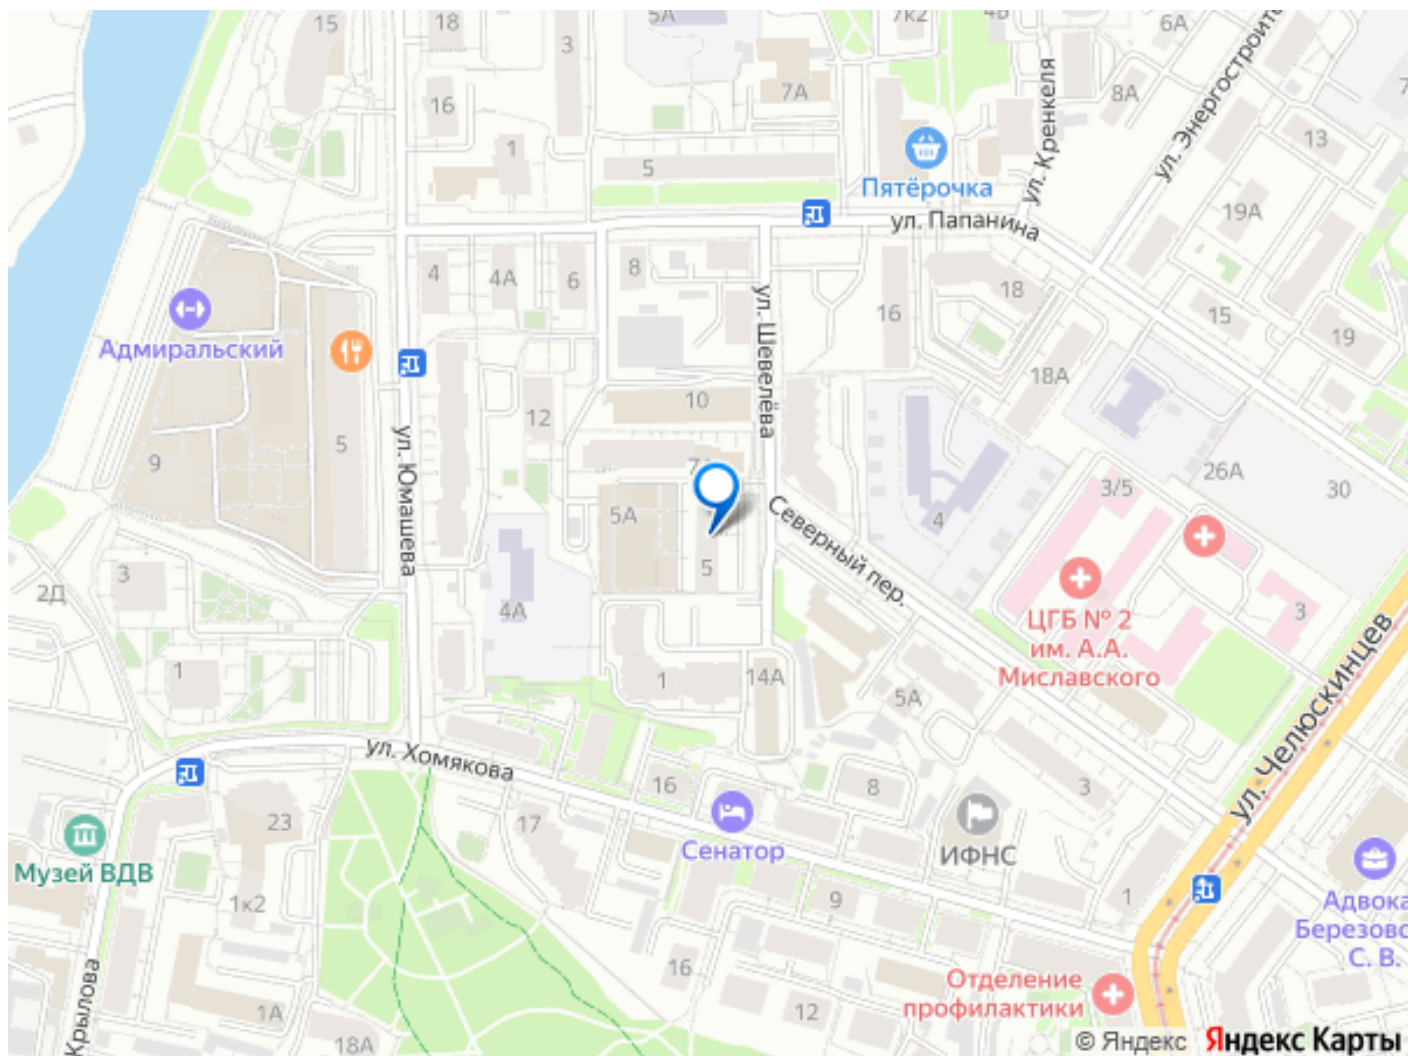 15
18
5А
7к2
4Б
6А
3
7А
8А
16
1
5
Пятёрочка
ул. Кренкеля
ул. Энергостроите
13
19А
ул. Папанина
4
4А
6
8
18
16
15
19
Адмиральский
ул. Шевелёва
18А
12
10
5
9
ул. Юмашева
26А
3/5
30
5А
4
Северный пер.
5
2Д
3
4А
ЦГБ № 2
им. А.А.
Миславского
3
1
1
14А
5А
ул. Челюскинцев
ул. Хомякова
16
8
3
23
17
Сенатор
ИФНС
Музей ВДВ
1к2
9
1
Адвока
Березовс
С. В.
16
12
Отделение
профилактики
Крылова
1А
18А
© Яндекс Яндекс Карты